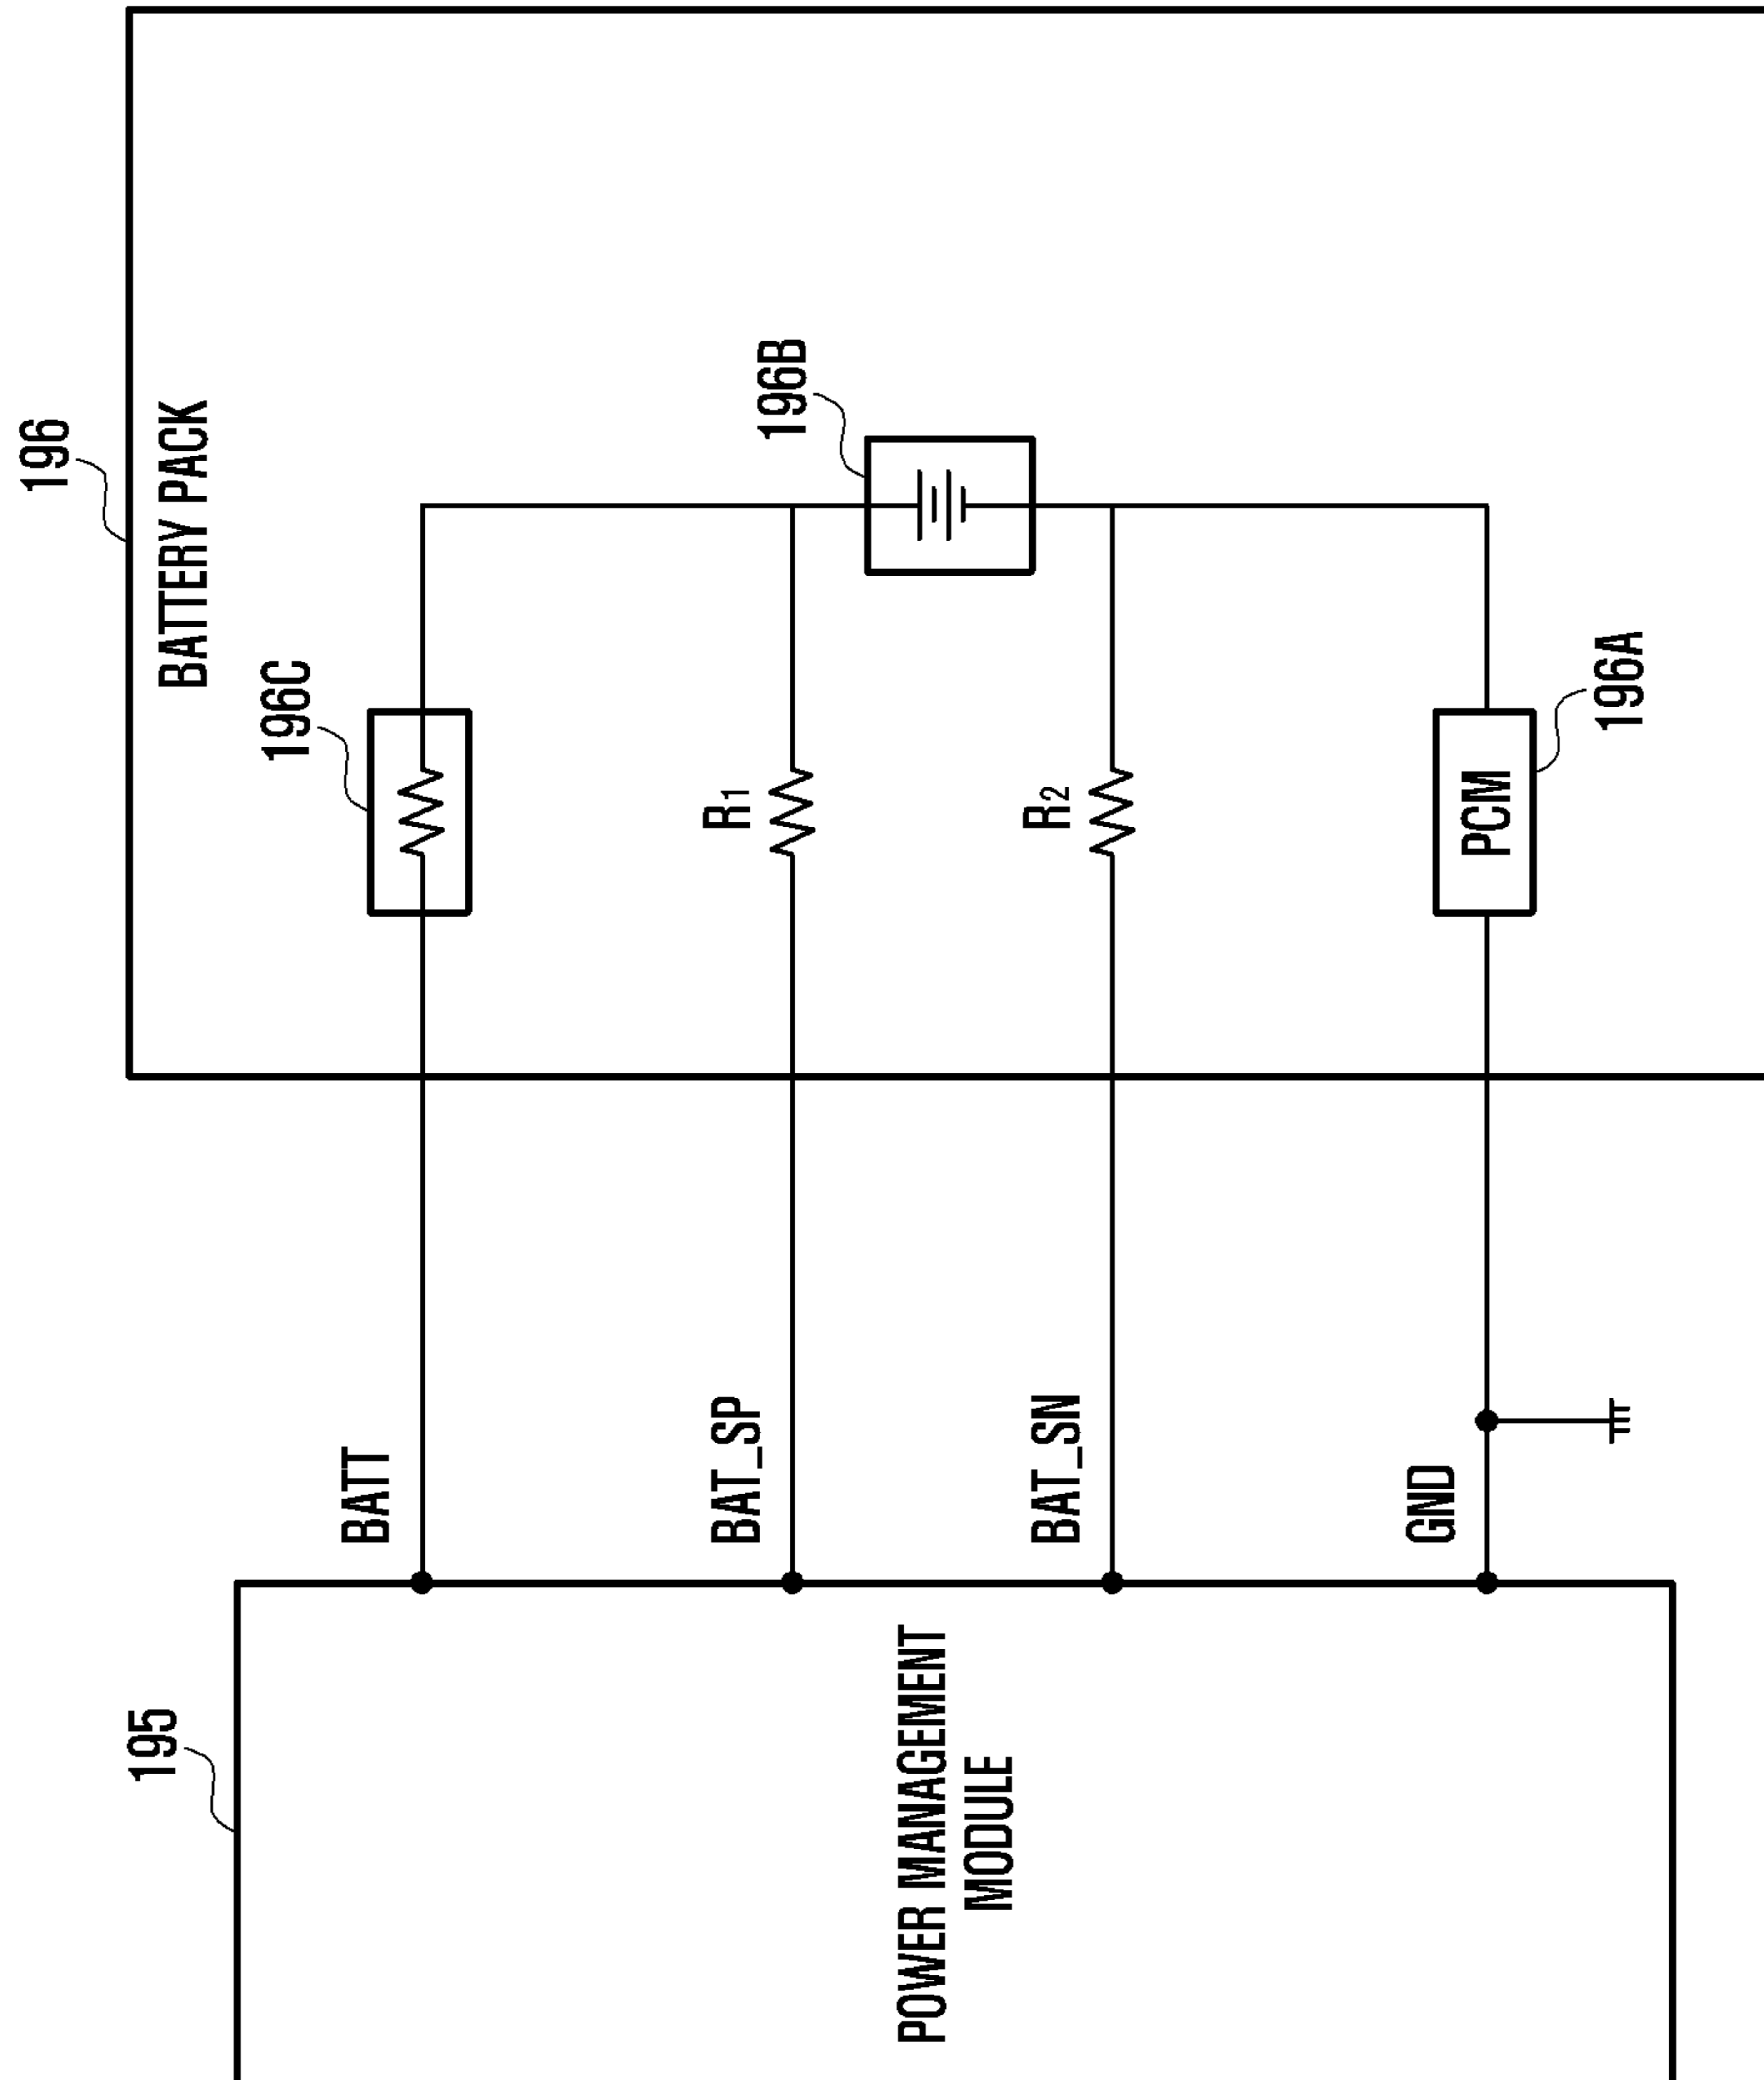 196
BATTERY PACK
196C
196B
R1
R2
PCM
196A
BATT
BAT_SP
BAT_SN
GND
195
POWER MANAGEMENT
MODULE